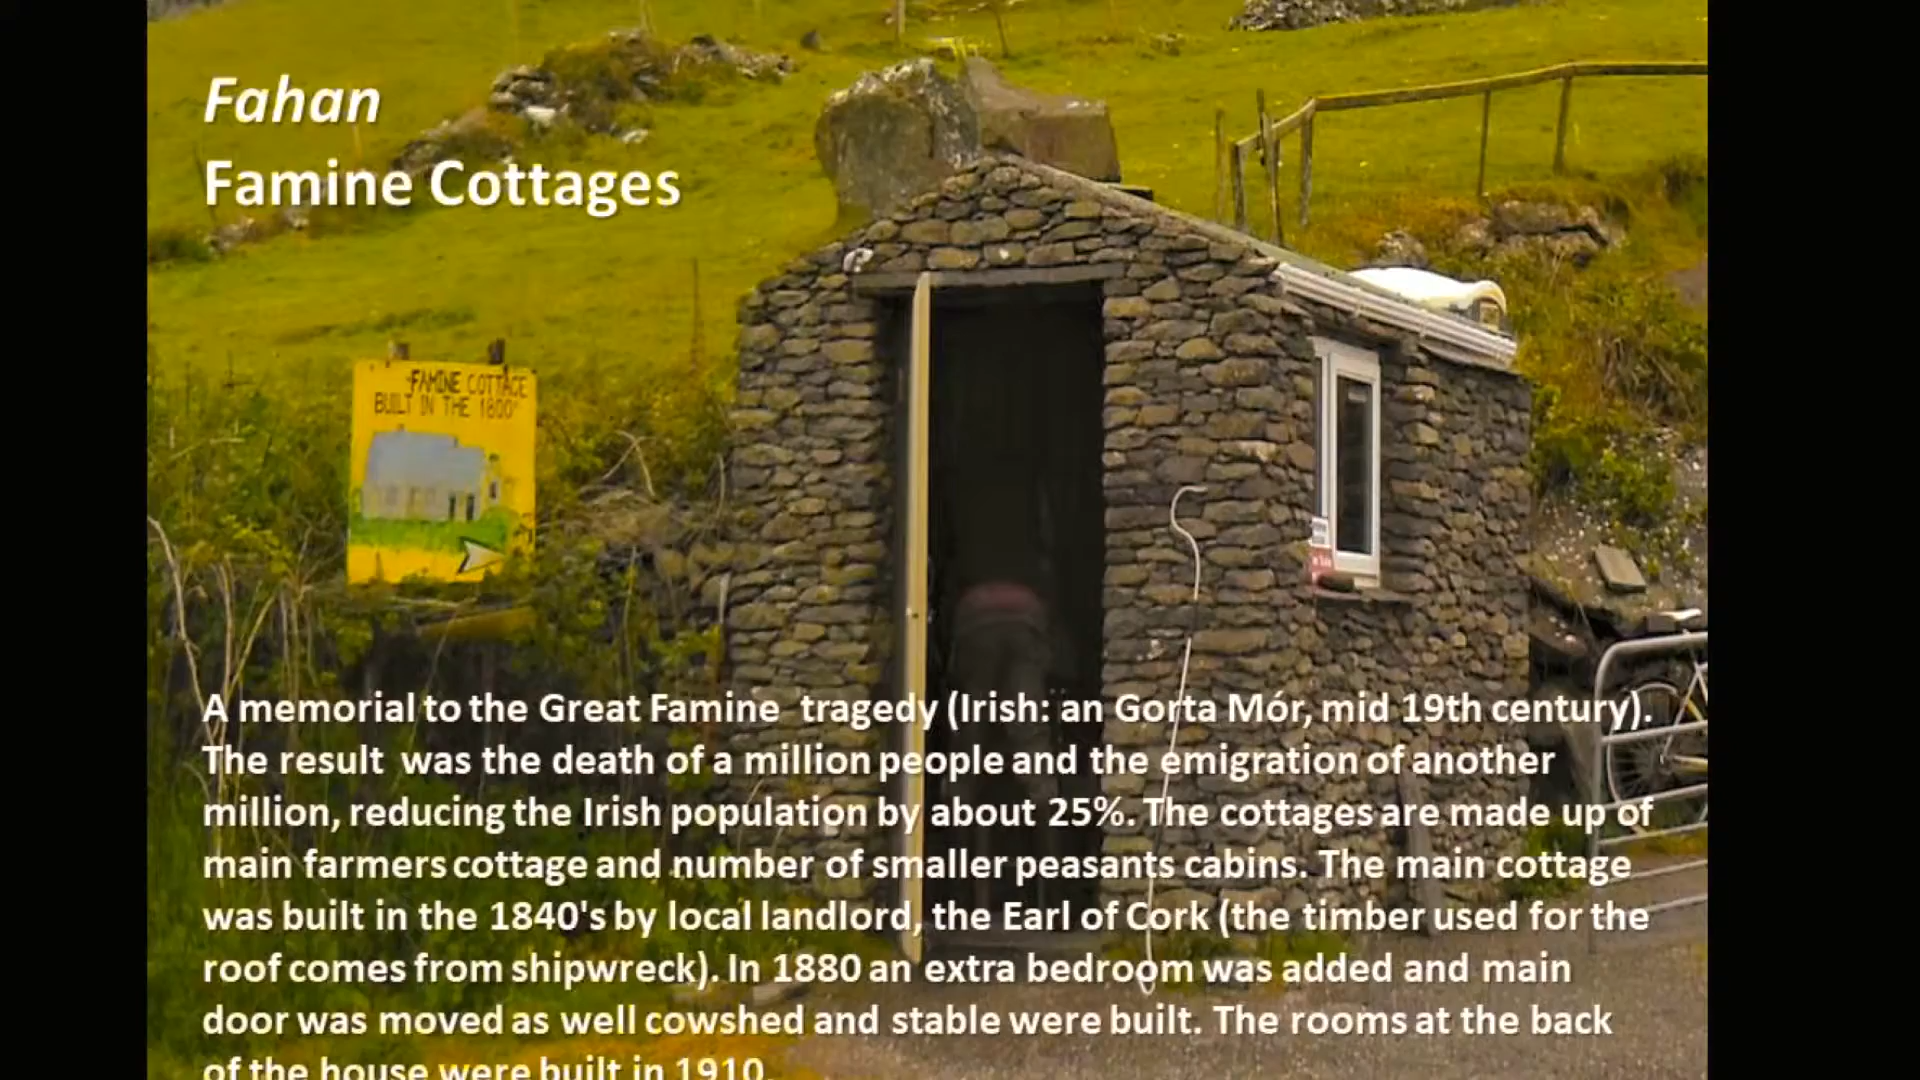 Fahan
Famine Cottages
FAMINE COTTAGE
BUILT IN THE 1800'
A memorial to the Great Famine tragedy (Irish: an Gorta Mór, mid 19th century).
The result was the death of a million people and the emigration of another
million, reducing the Irish population by about 25%. The cottages are made up of
main farmers cottage and number of smaller peasants cabins. The main cottage
was built in the 1840's by local landlord, the Earl of Cork (the timber used for the
roof comes from shipwreck). In 1880 an extra bedroom was added and main
door was moved as well cowshed and stable were built. The rooms at the back
of the house were built in 1910.